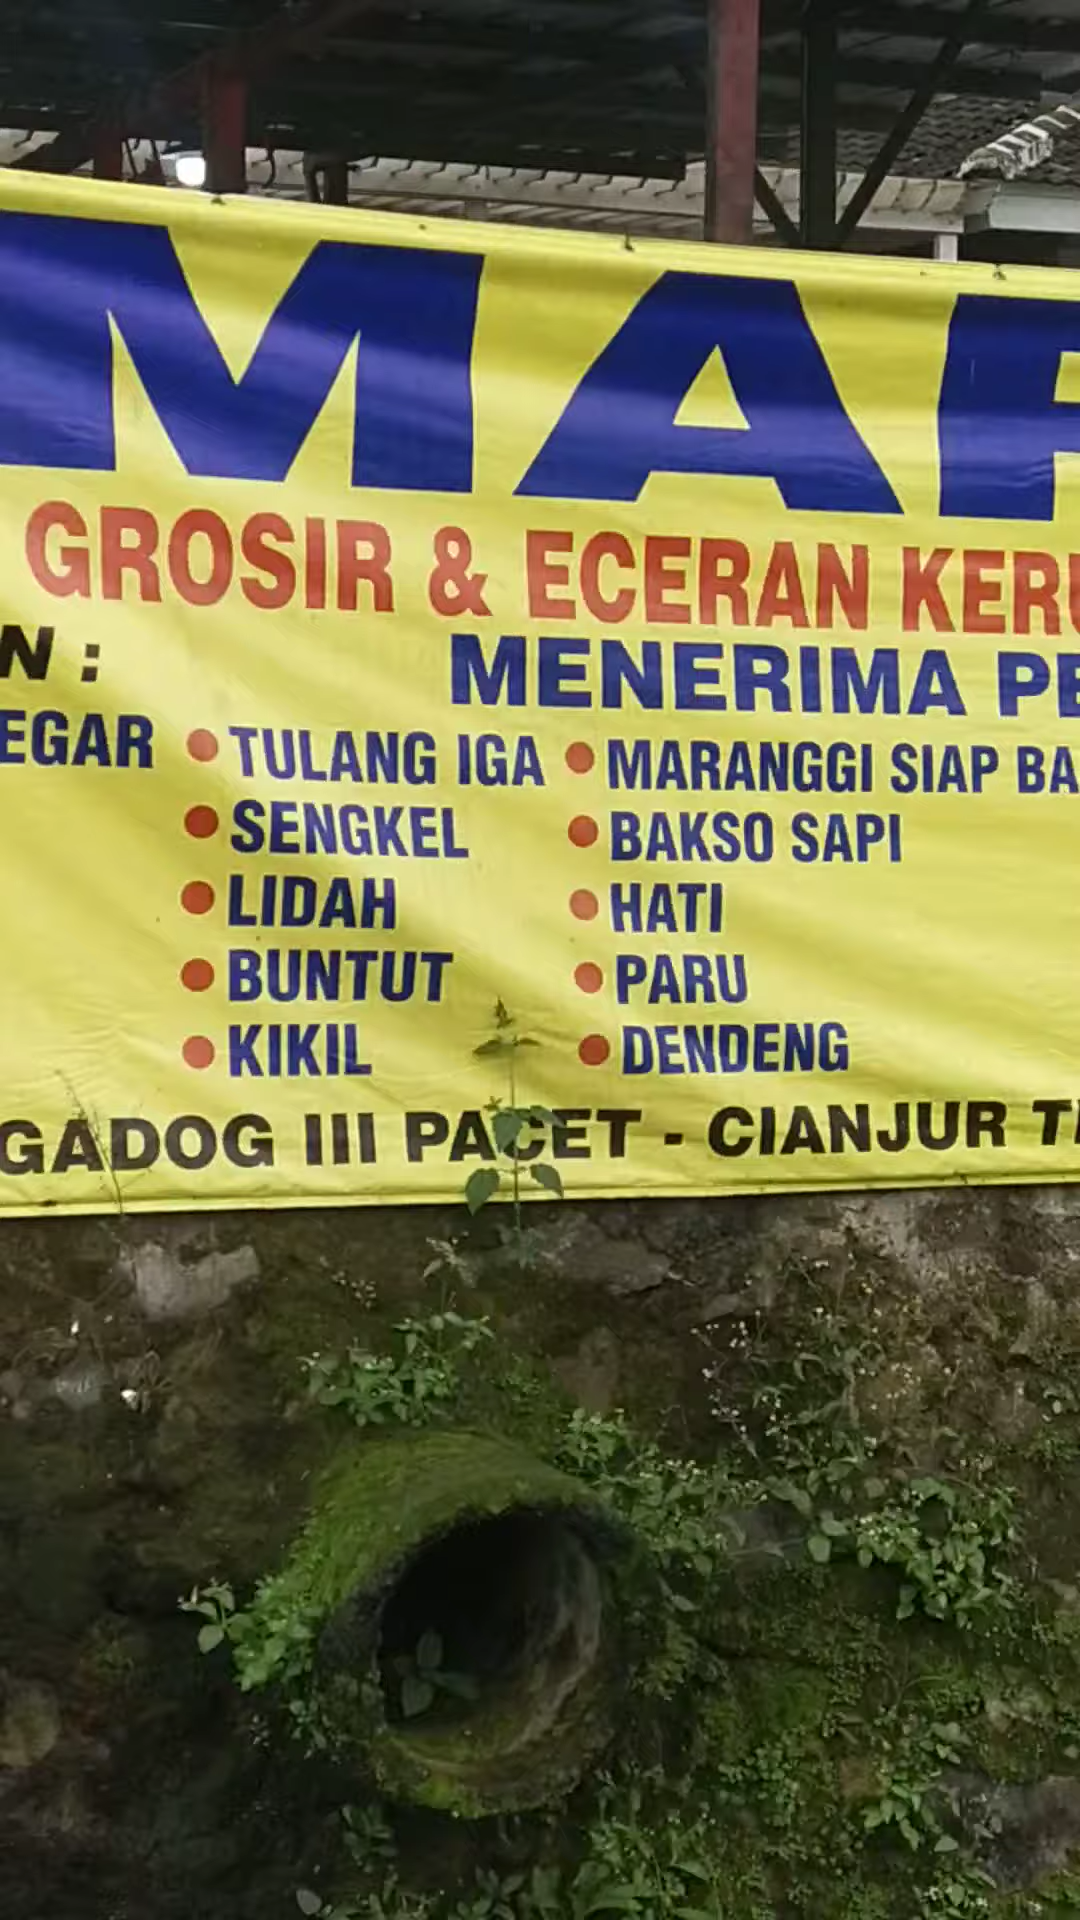 MA
GROSIR & ECERAN KERU
N :
MENERIMA PE
EGAR
• TULANG IGA
• SENGKEL
• LIDAH
• BUNTUT
• KIKIL
• MARANGGI SIAP BA
• BAKSO SAPI
• HATI
• PARU
• DENDENG
GADOG III PACET - CIANJUR T